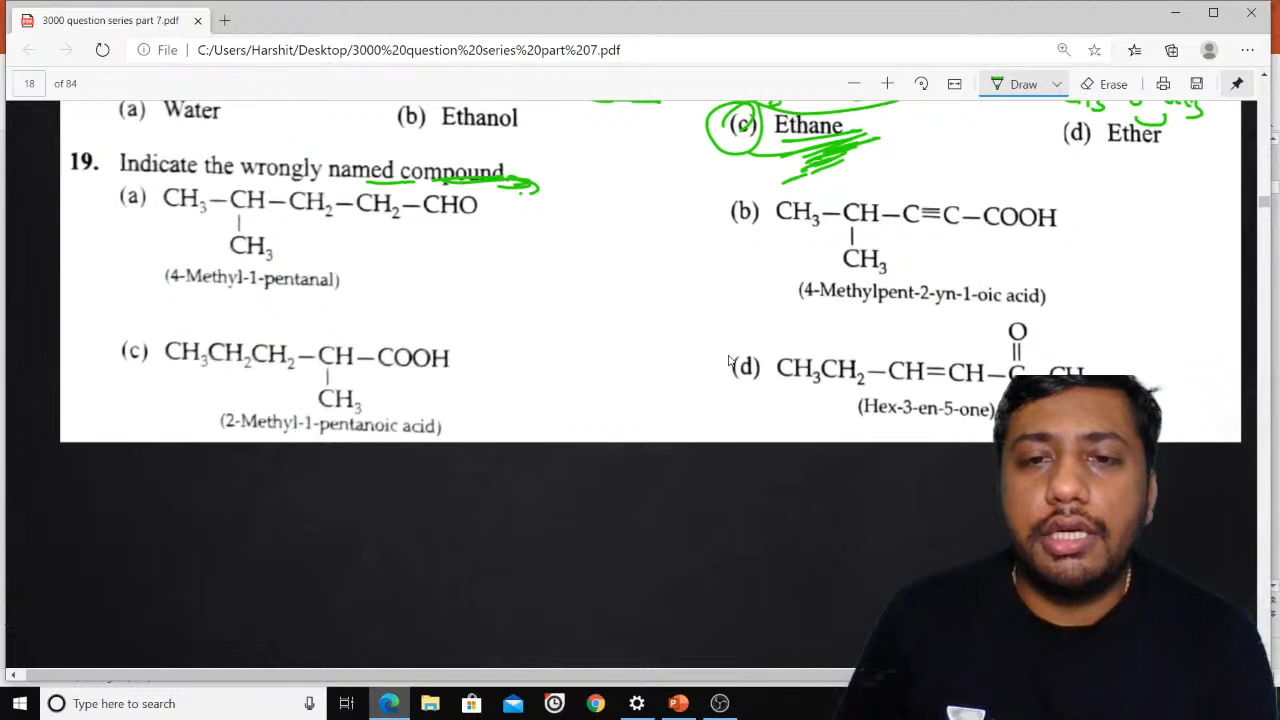 3000 question series part 7.pdf
File | C:/Users/Harshit/Desktop/3000%20question%20series%20part%207.pdf
18 of 84
Draw
Erase
(a) Water
(b) Ethanol
(c) Ethane
(d) Ether
19. Indicate the wrongly named compound
(a) CH₃–CH–CH₂–CH₂–CHO
|
CH₃
(4-Methyl-1-pentanal)
(b) CH₃–CH–C≡C–COOH
|
CH₃
(4-Methylpent-2-yn-1-oic acid)
(c) CH₃CH₂CH₂–CH–COOH
|
CH₃
(2-Methyl-1-pentanoic acid)
O
||
(d) CH₃CH₂–CH=CH–C CH
(Hex-3-en-5-one)
Type here to search